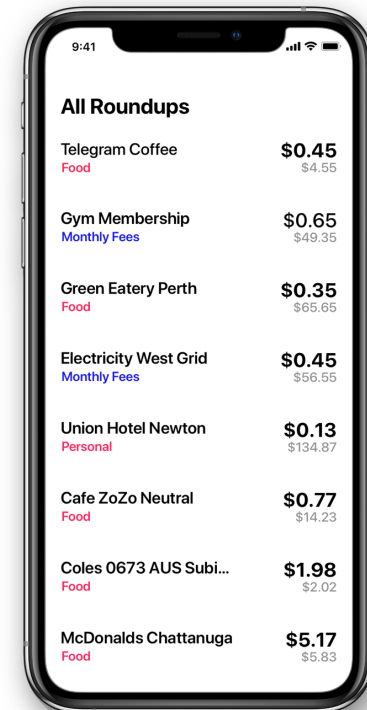 9:41
All Roundups
Telegram Coffee $0.45
Food $4.55
Gym Membership $0.65
Monthly Fees $49.35
Green Eatery Perth $0.35
Food $65.65
Electricity West Grid $0.45
Monthly Fees $56.55
Union Hotel Newton $0.13
Personal $134.87
Cafe ZoZo Neutral $0.77
Food $14.23
Coles 0673 AUS Subi... $1.98
Food $2.02
McDonalds Chattanuga $5.17
Food $5.83